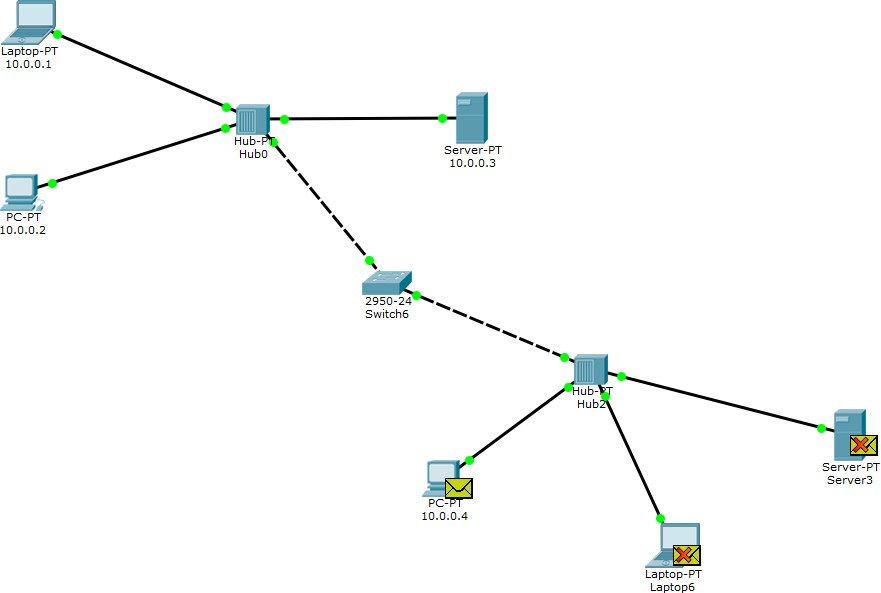 Laptop-PT
10.0.0.1
Hub-PT
Hub0
Server-PT
10.0.0.3
PC-PT
10.0.0.2
2950-24
Switch6
Hub-PT
Hub2
Server-PT
Server3
PC-PT
10.0.0.4
Laptop-PT
Laptop6